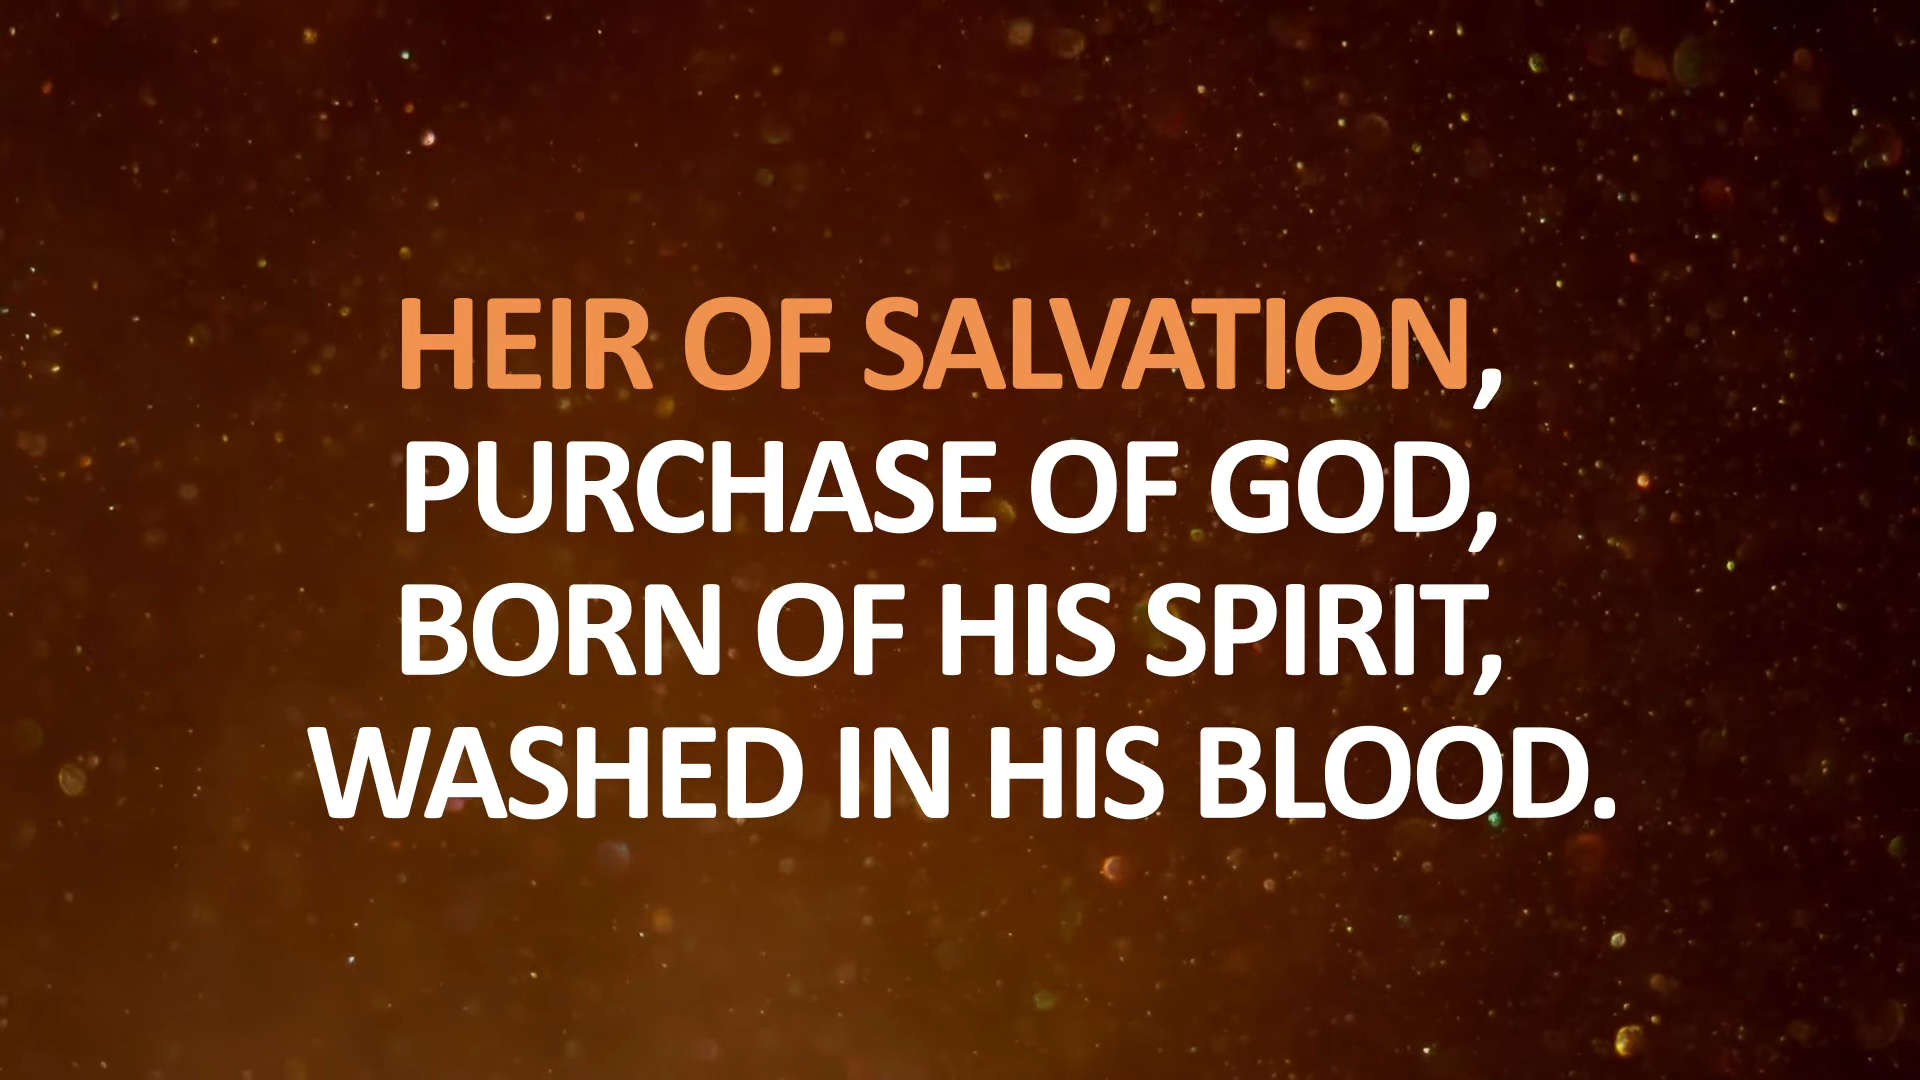 HEIR OF SALVATION,
PURCHASE OF GOD,
BORN OF HIS SPIRIT,
WASHED IN HIS BLOOD.